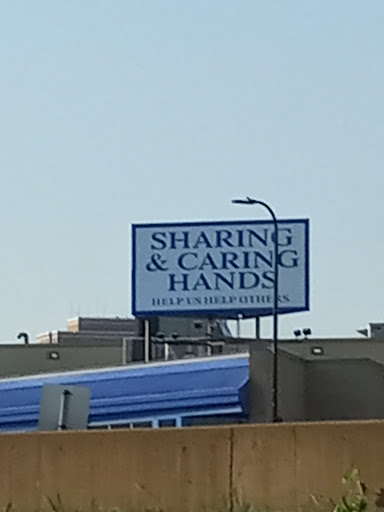 SHARING
& CARING
HANDS
HELP US HELP OTHERS